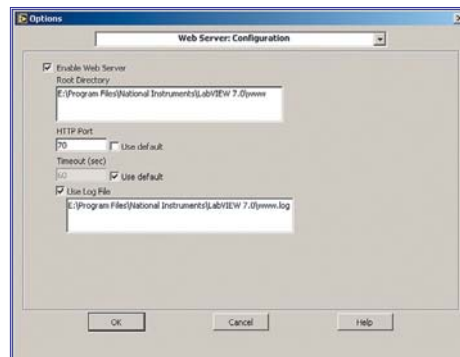 Options
Web Server: Configuration
Enable Web Server
Root Directory
E:\Program Files\National Instruments\LabVIEW 7.0\www
HTTP Port
70
Use default
Timeout (sec)
60
Use default
Use Log File
E:\Program Files\National Instruments\LabVIEW 7.0\www.log
OK
Cancel
Help